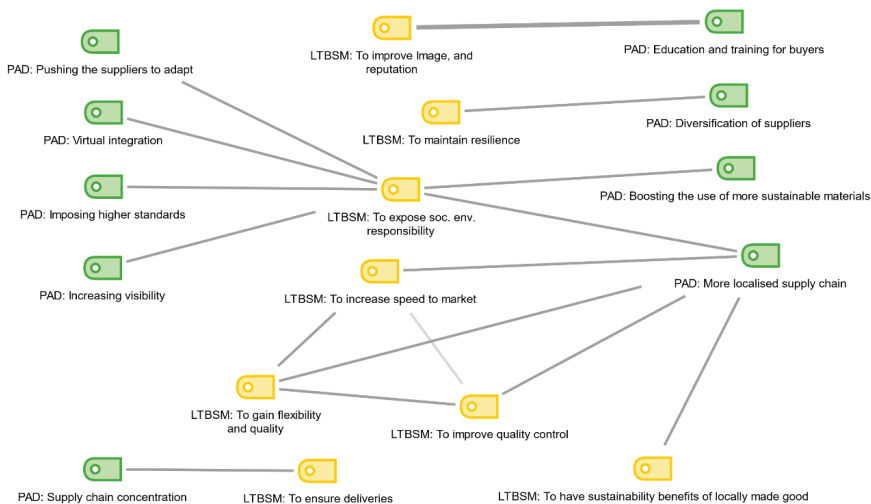 LTBSM: To improve Image, and
reputation
PAD: Education and training for buyers
PAD: Pushing the suppliers to adapt
PAD: Virtual integration
LTBSM: To maintain resilience
PAD: Diversification of suppliers
PAD: Imposing higher standards
LTBSM: To expose soc. env.
responsibility
PAD: Boosting the use of more sustainable materials
PAD: Increasing visibility
LTBSM: To increase speed to market
PAD: More localised supply chain
LTBSM: To gain flexibility
and quality
LTBSM: To improve quality control
PAD: Supply chain concentration
LTBSM: To ensure deliveries
LTBSM: To have sustainability benefits of locally made good